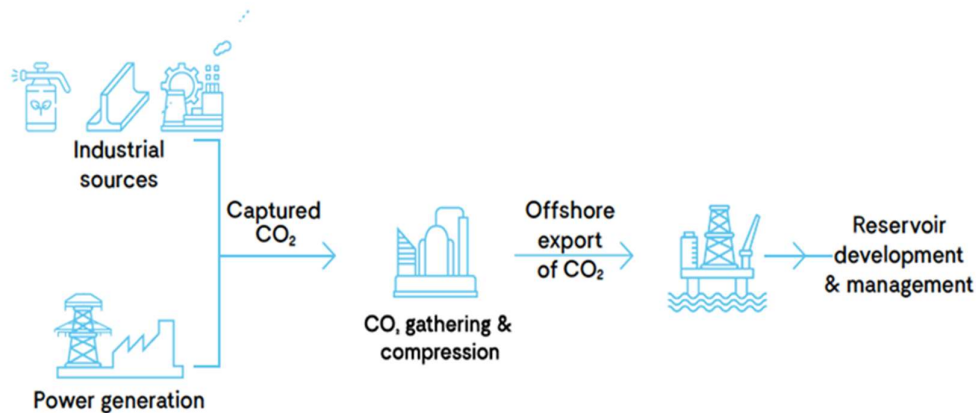 Industrial
sources
Captured
CO₂
Power generation
CO, gathering &
compression
Offshore
export
of CO₂
Reservoir
development
& management